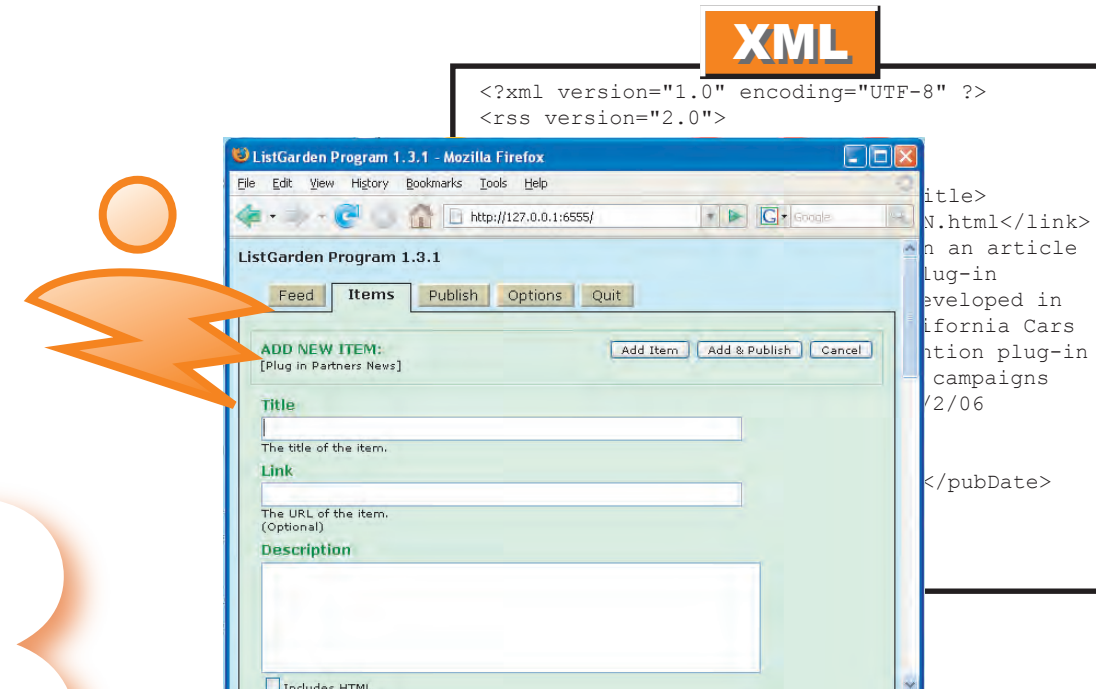 XML
<?xml version="1.0" encoding="UTF-8" ?>
<rss version="2.0">
ListGarden Program 1.3.1 - Mozilla Firefox
File Edit View History Bookmarks Tools Help
http://127.0.0.1:6555/
G Google
ListGarden Program 1.3.1
Feed Items Publish Options Quit
ADD NEW ITEM:
[Plug in Partners News]
Add Item Add & Publish Cancel
Title
The title of the item.
Link
The URL of the item.
(Optional)
Description
Includes HTML
itle>
N.html</link>
n an article
lug-in
eveloped in
ifornia Cars
ntion plug-in
campaigns
/2/06
</pubDate>